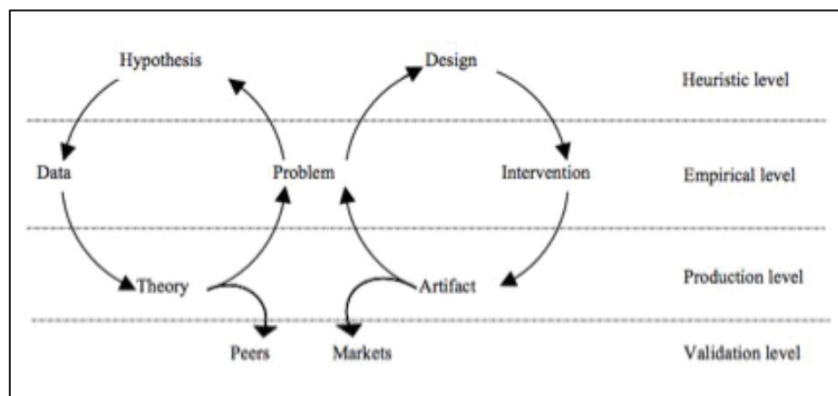 Hypothesis Design Heuristic level
Data Problem Intervention Empirical level
Theory Artifact Production level
Peers Markets Validation level